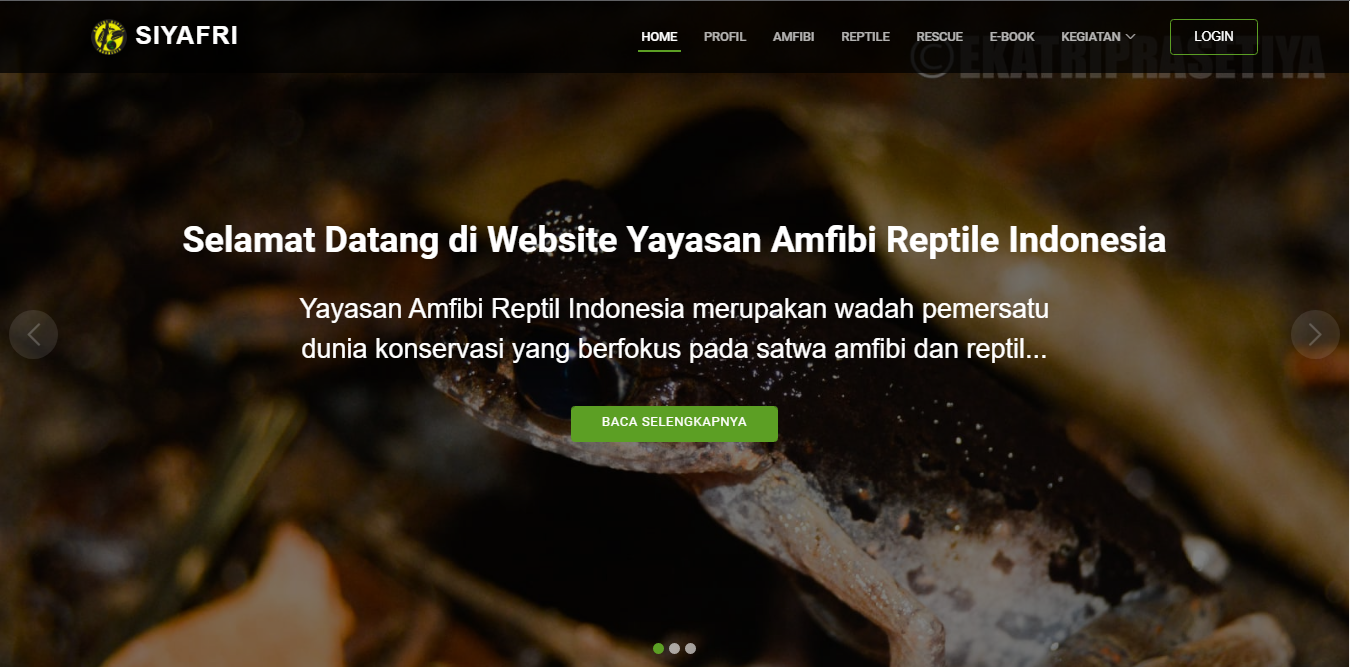 SIYAFRI
HOME PROFIL AMFIBI REPTILE RESCUE E-BOOK KEGIATAN LOGIN
©EKATRIPRASETIYA
Selamat Datang di Website Yayasan Amfibi Reptile Indonesia
Yayasan Amfibi Reptil Indonesia merupakan wadah pemersatu
dunia konservasi yang berfokus pada satwa amfibi dan reptil...
BACA SELENGKAPNYA